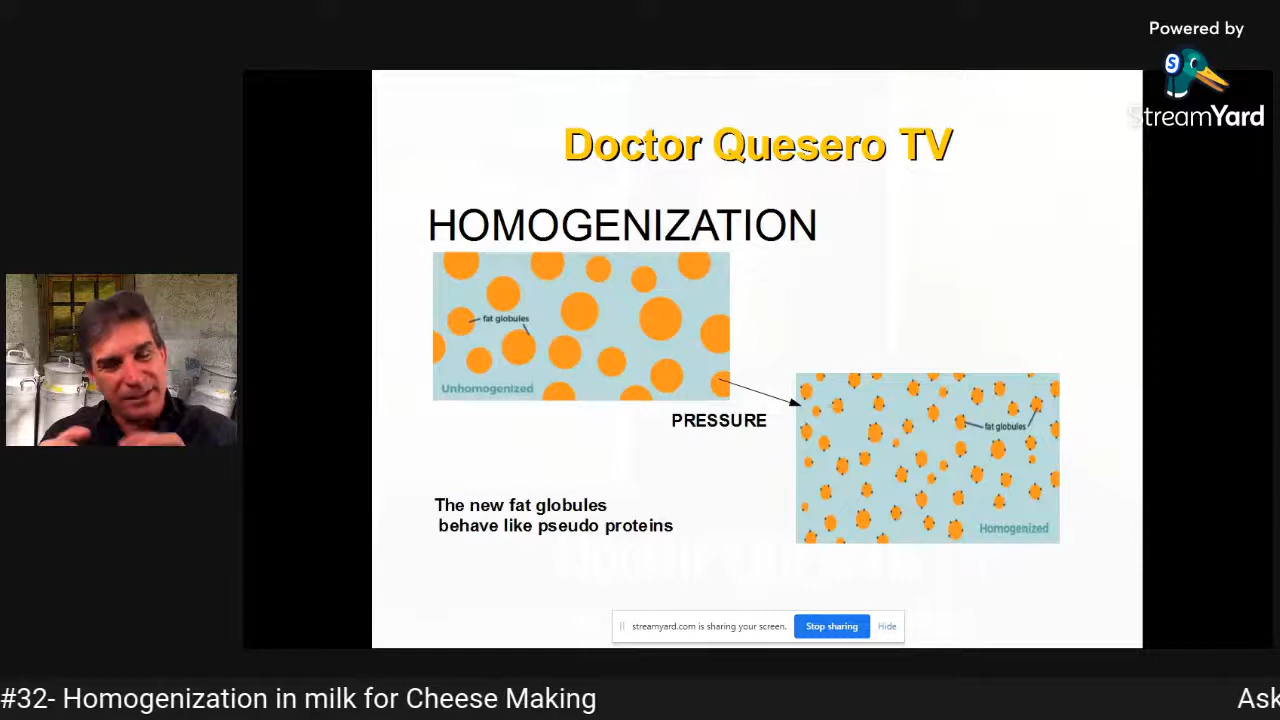 Powered by
StreamYard
Doctor Quesero TV
HOMOGENIZATION
fat globules
Unhomogenized
PRESSURE
fat globules
Homogenized
The new fat globules
behave like pseudo proteins
streamyard.com is sharing your screen.
Stop sharing
Hide
#32- Homogenization in milk for Cheese Making
Ask